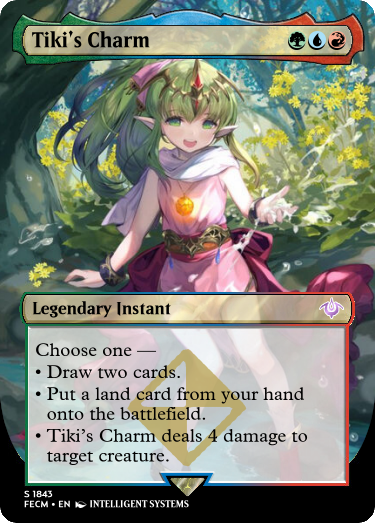 Tiki's Charm
Legendary Instant
Choose one —
• Draw two cards.
• Put a land card from your hand
onto the battlefield.
• Tiki's Charm deals 4 damage to
target creature.
S 1843
FECM • EN INTELLIGENT SYSTEMS